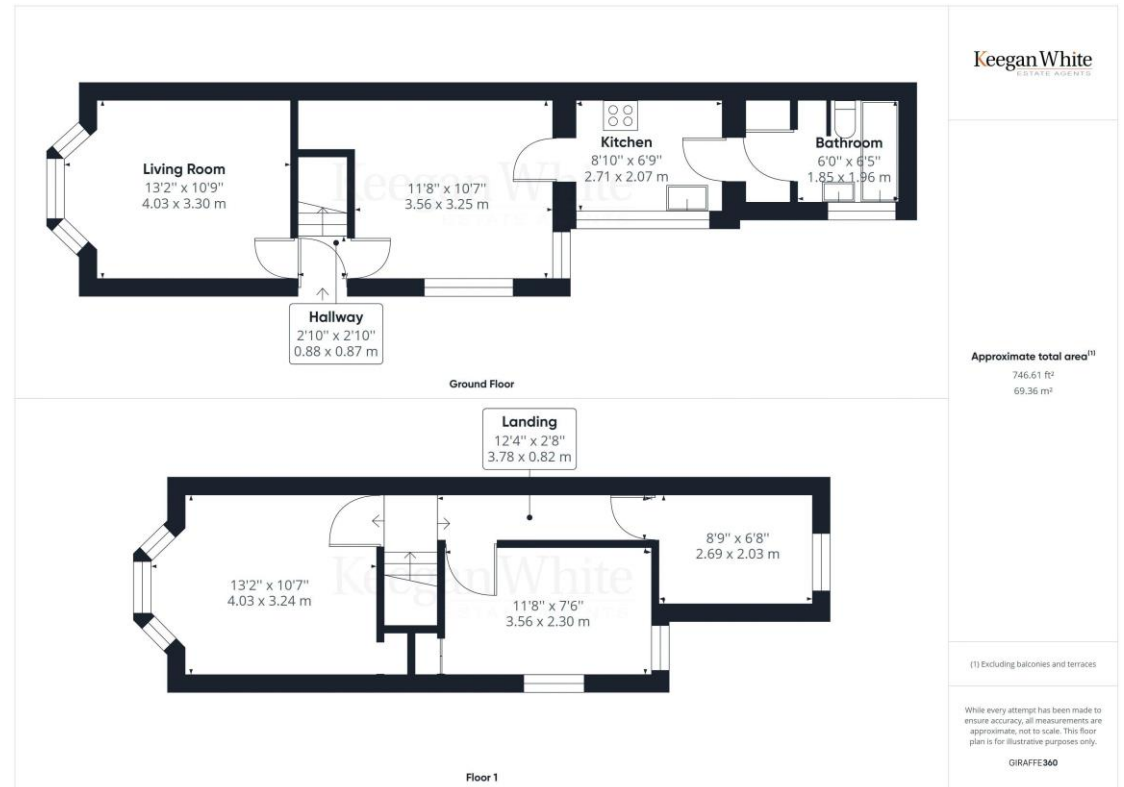 Keegan White
ESTATE AGENTS
Living Room
13'2" x 10'9"
4.03 x 3.30 m
Keegan White
11'8" x 10'7"
3.56 x 3.25 m
Kitchen
8'10" x 6'9"
2.71 x 2.07 m
Bathroom
6'0" x 6'5"
1.85 x 1.96 m
Hallway
2'10" x 2'10"
0.88 x 0.87 m
Ground Floor
Approximate total area(1)
746.61 ft²
69.36 m²
Landing
12'4" x 2'8"
3.78 x 0.82 m
13'2" x 10'7"
4.03 x 3.24 m
Keegan White
ESTATE AGENTS
11'8" x 7'6"
3.56 x 2.30 m
8'9" x 6'8"
2.69 x 2.03 m
Floor 1
(1) Excluding balconies and terraces
While every attempt has been made to
ensure accuracy, all measurements are
approximate, not to scale. This floor
plan is for illustrative purposes only.
GIRAFFE360